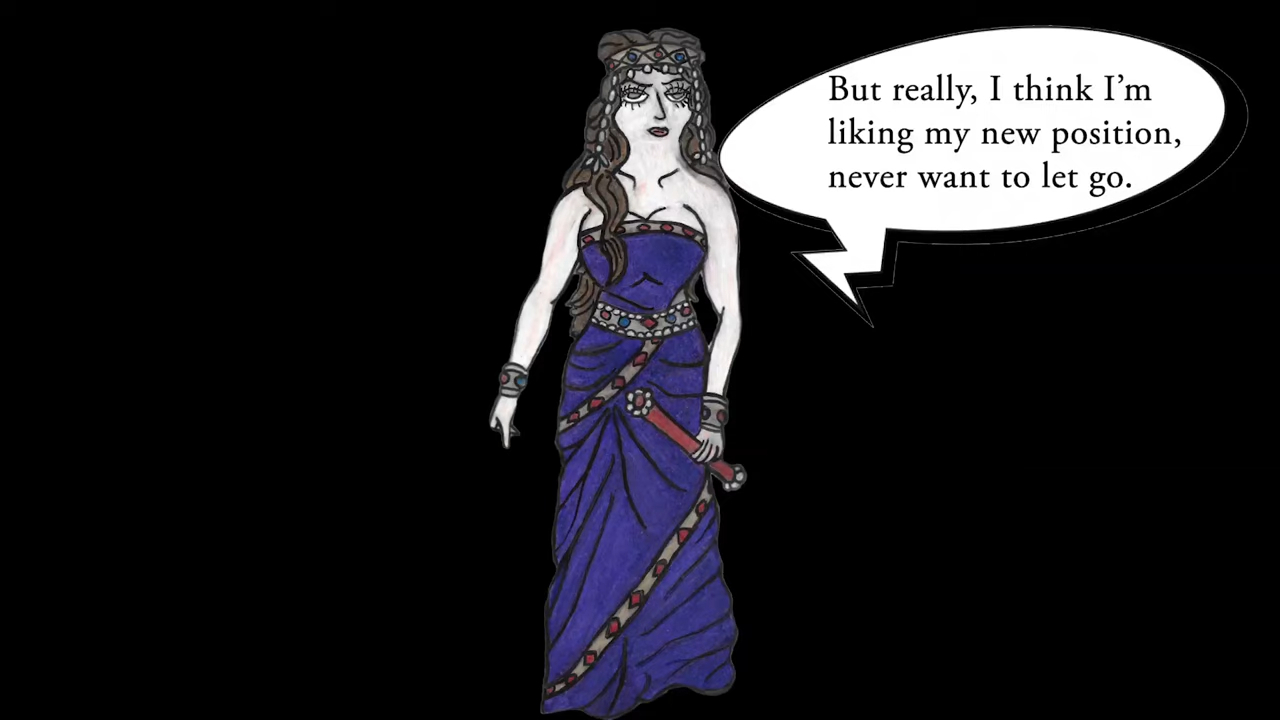 But really, I think I’m
liking my new position,
never want to let go.